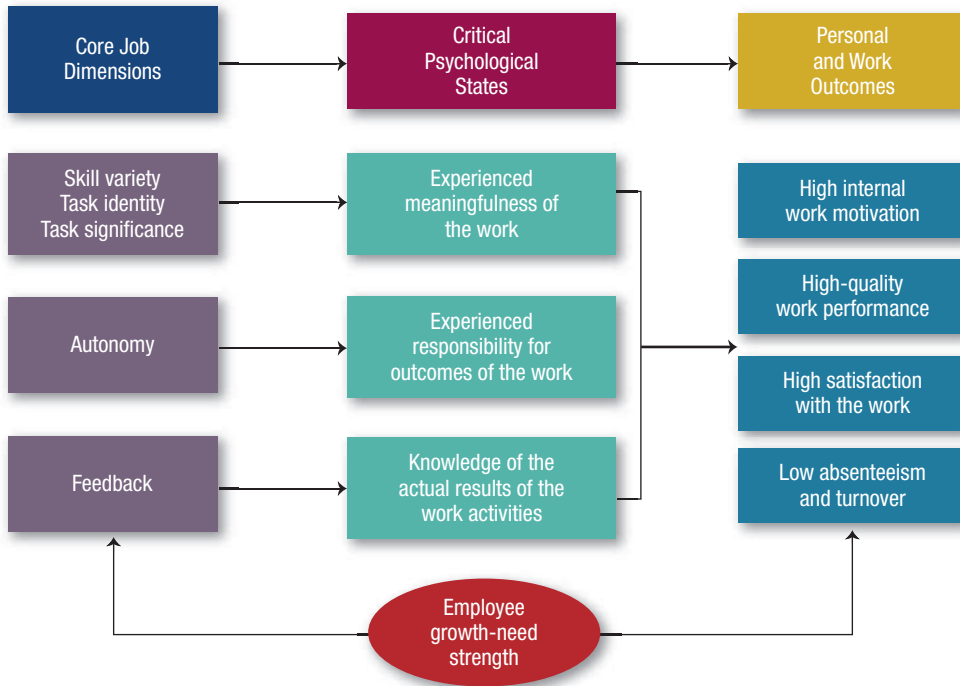 Core Job
Dimensions
Critical
Psychological
States
Personal
and Work
Outcomes
Skill variety
Task identity
Task significance
Experienced
meaningfulness of
the work
High internal
work motivation
High-quality
work performance
Autonomy
Experienced
responsibility for
outcomes of the work
High satisfaction
with the work
Feedback
Knowledge of the
actual results of the
work activities
Low absenteeism
and turnover
Employee
growth-need
strength